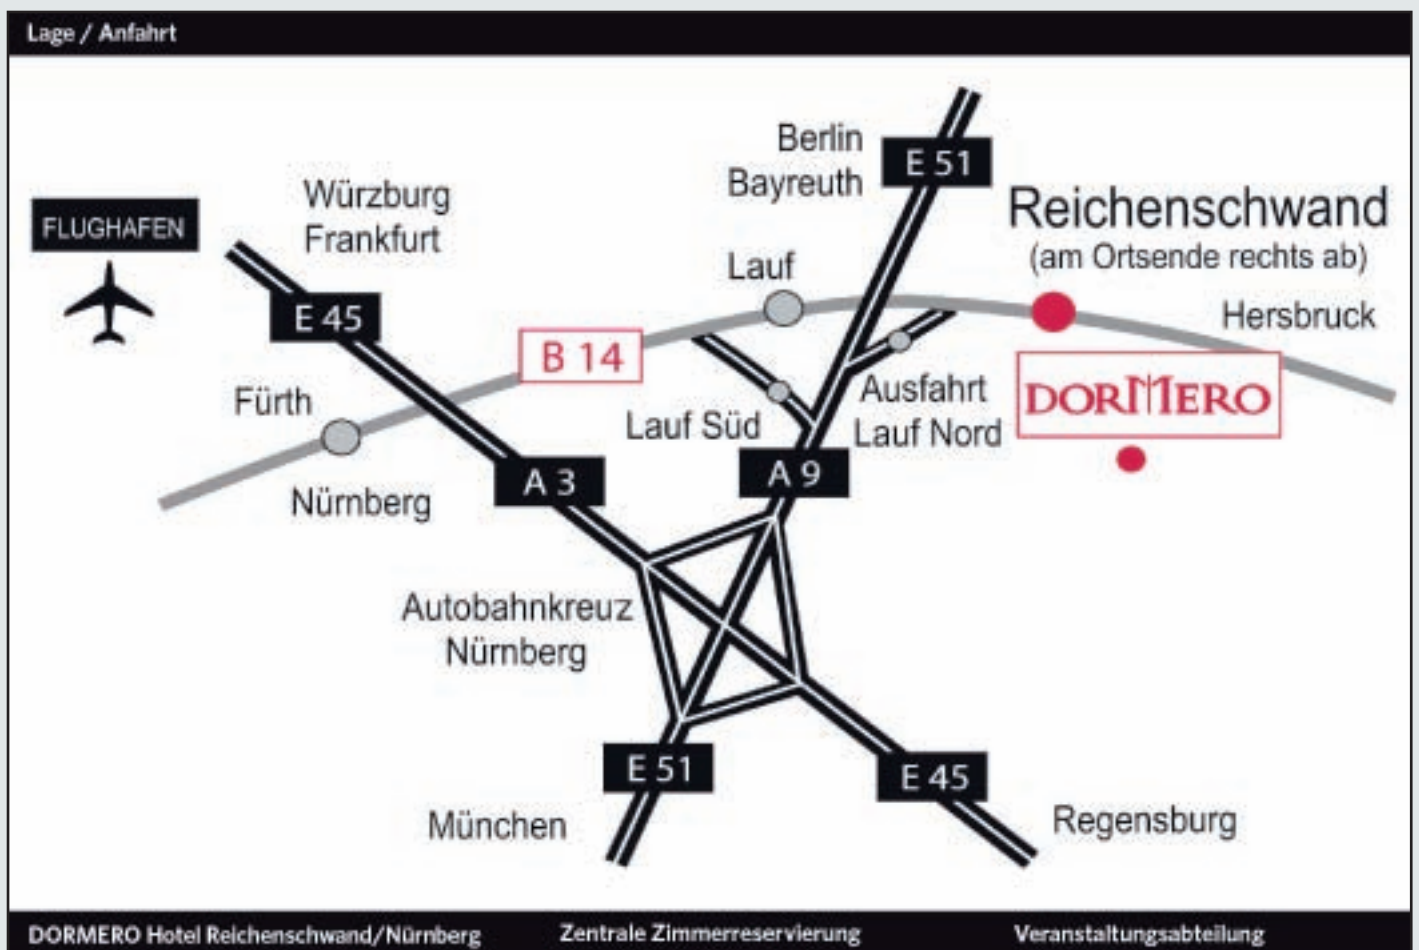 Lage / Anfahrt
Berlin
Bayreuth
E 51
FLUGHAFEN
Würzburg
Frankfurt
Reichenschwand
(am Ortsende rechts ab)
Lauf
E 45
Hersbruck
B 14
Fürth
Lauf Süd
Ausfahrt
Lauf Nord
DORMERO
Nürnberg
A 3
A 9
Autobahnkreuz
Nürnberg
E 51
E 45
München
Regensburg
DORMERO Hotel Reichenschwand/Nürnberg
Zentrale Zimmerreservierung
Veranstaltungsabteilung